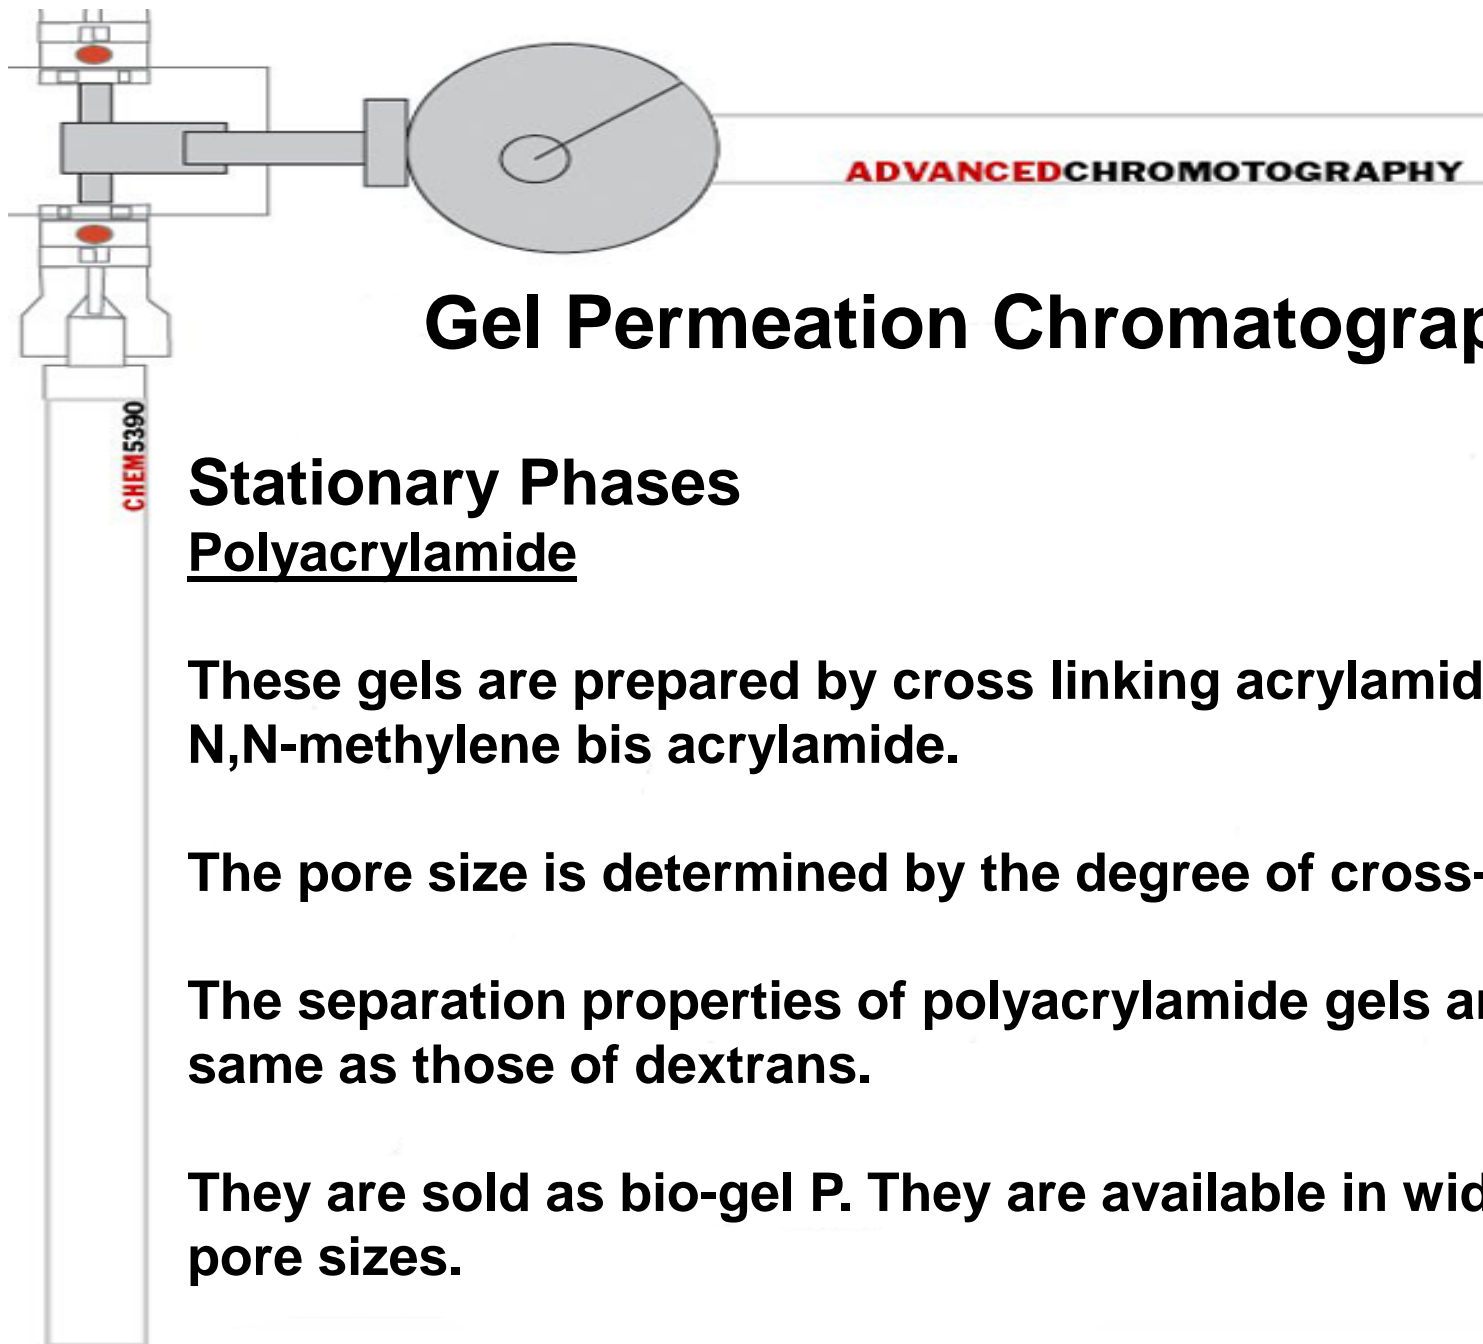 ADVANCEDCHROMOTOGRAPHY
Gel Permeation Chromatograp
CHEM5390
Stationary Phases
Polyacrylamide
These gels are prepared by cross linking acrylamid
N,N-methylene bis acrylamide.
The pore size is determined by the degree of cross-
The separation properties of polyacrylamide gels ar
same as those of dextrans.
They are sold as bio-gel P. They are available in wid
pore sizes.